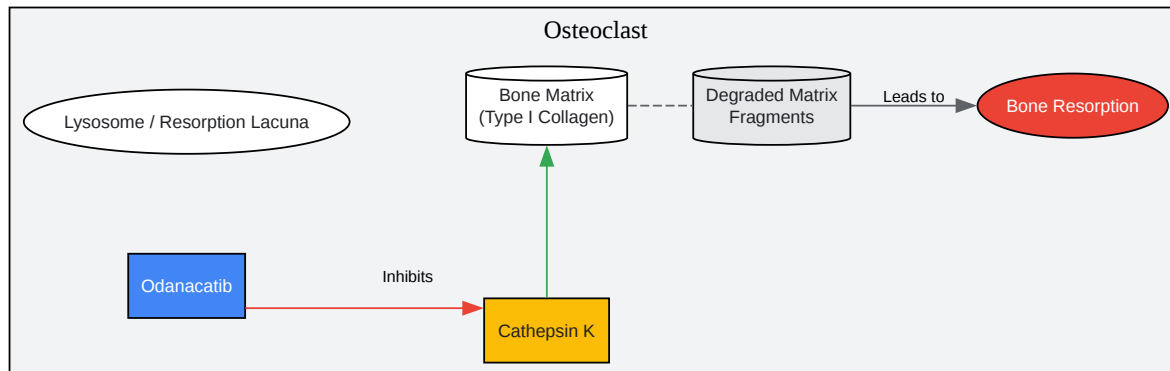 Osteoclast
Lysosome / Resorption Lacuna
Bone Matrix
(Type I Collagen)
Degraded Matrix
Fragments
Leads to
Bone Resorption
Odanacatib
Inhibits
Cathepsin K